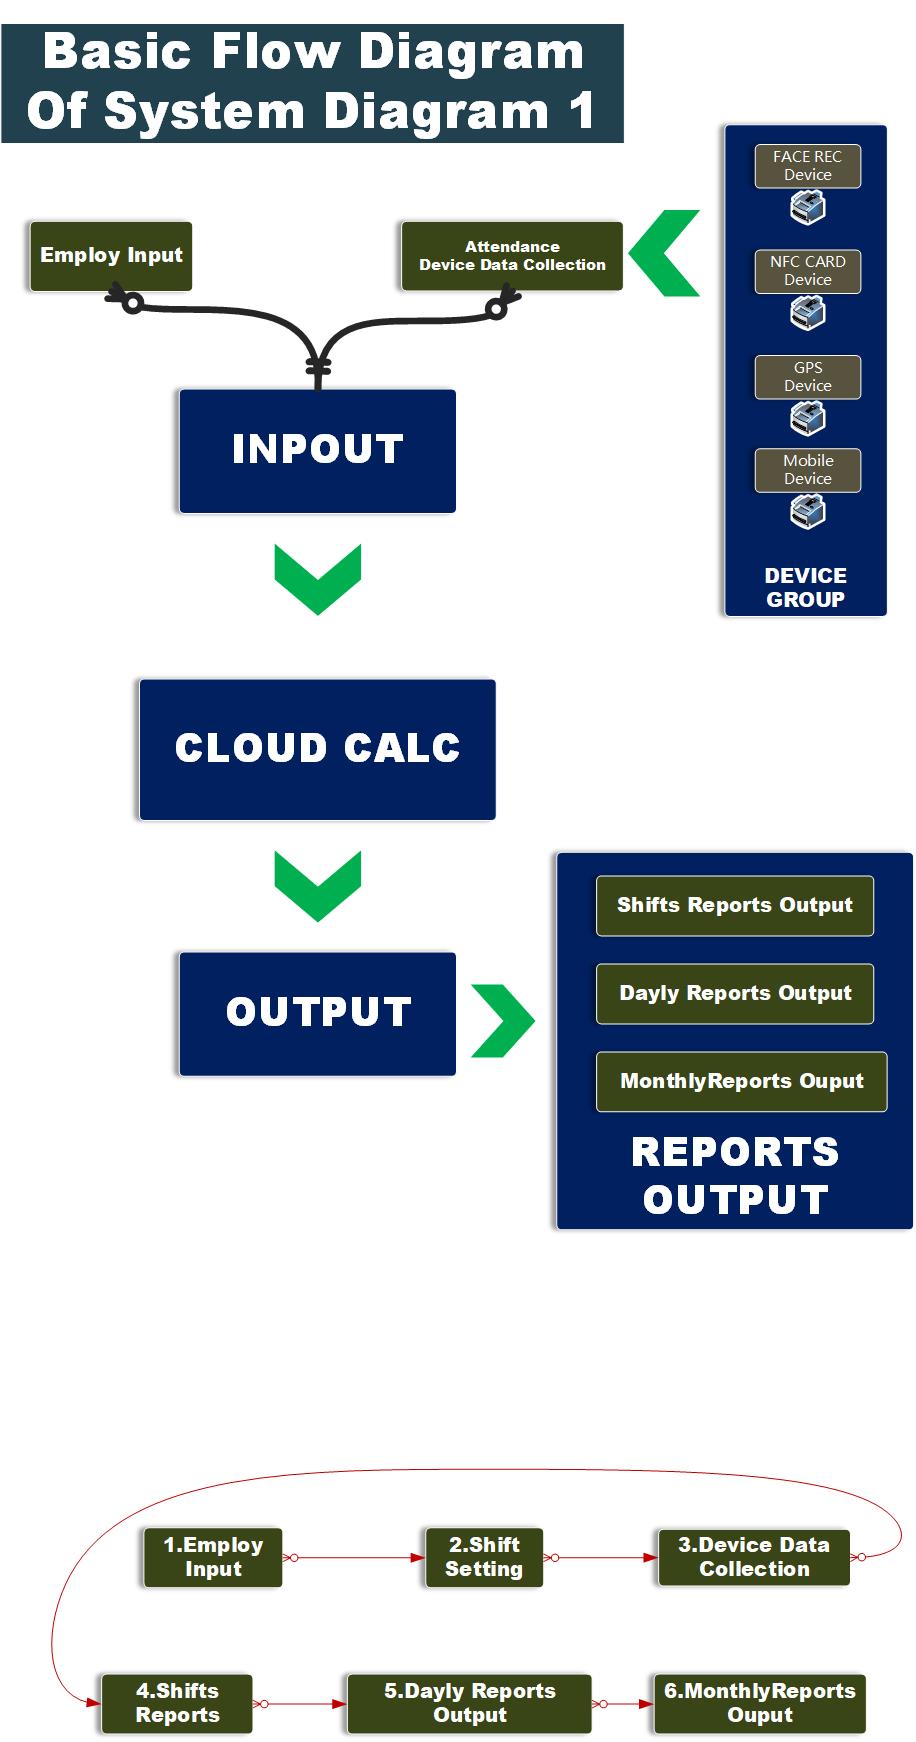 Basic Flow Diagram
Of System Diagram 1
FACE REC
Device
Employ Input
Attendance
Device Data Collection
NFC CARD
Device
GPS
Device
INPOUT
Mobile
Device
DEVICE
GROUP
CLOUD CALC
Shifts Reports Output
Dayly Reports Output
OUTPUT
MonthlyReports Ouput
REPORTS
OUTPUT
1.Employ
Input
2.Shift
Setting
3.Device Data
Collection
4.Shifts
Reports
5.Dayly Reports
Output
6.MonthlyReports
Ouput